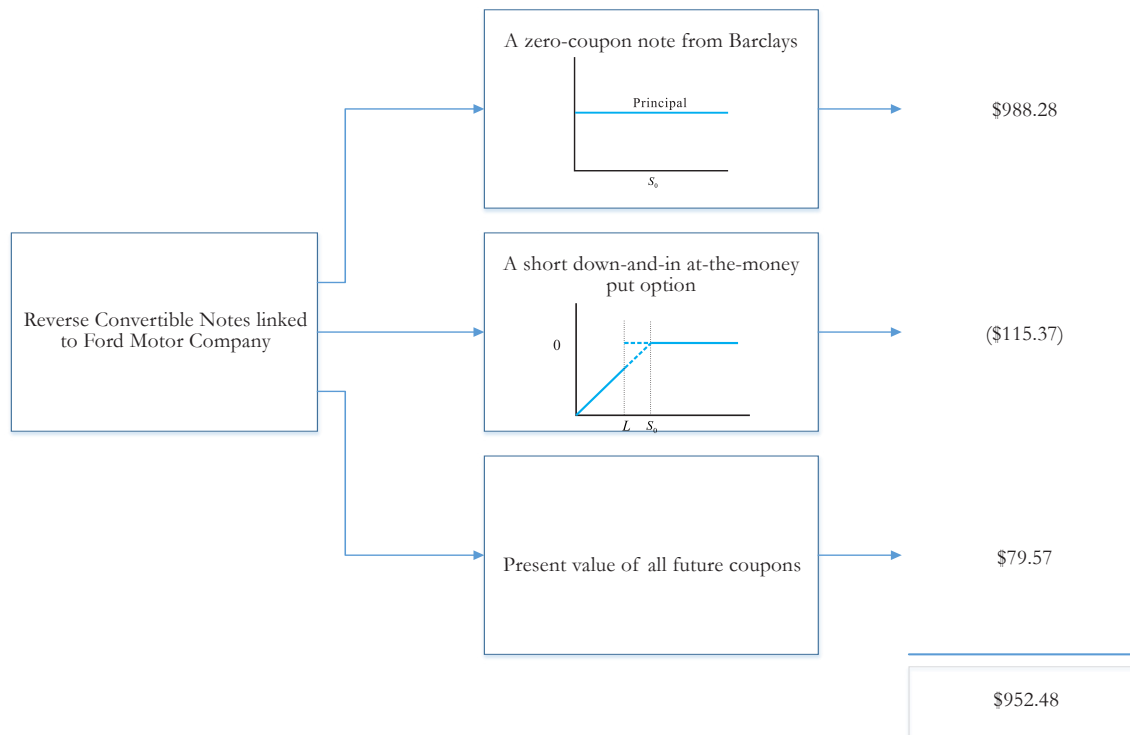 A zero-coupon note from Barclays
Principal
S₀
$988.28
Reverse Convertible Notes linked
to Ford Motor Company
A short down-and-in at-the-money
put option
0
L S₀
($115.37)
Present value of all future coupons
$79.57
$952.48